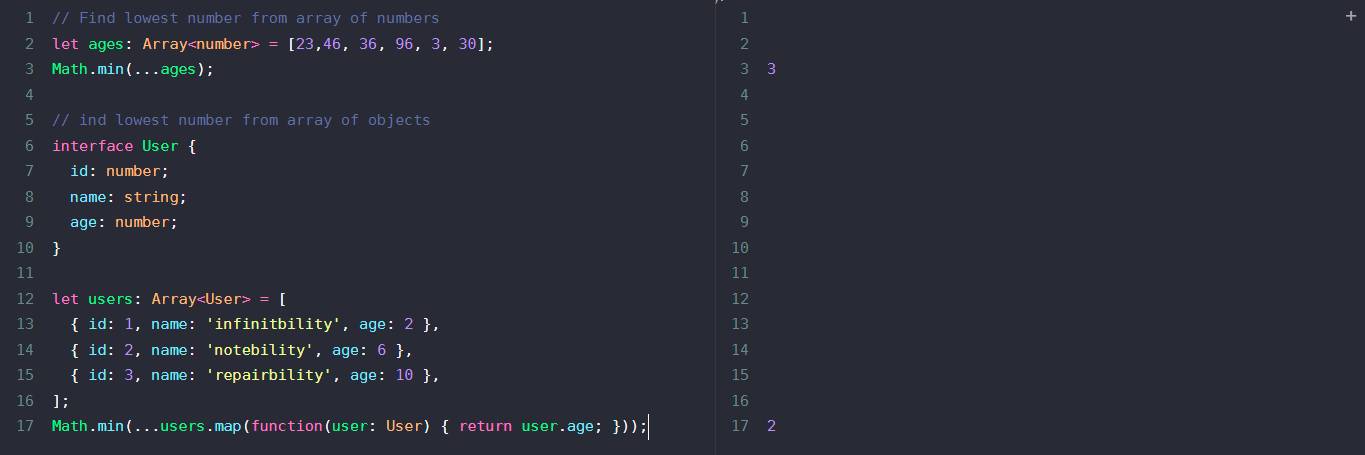 1 // Find lowest number from array of numbers
2 let ages: Array<number> = [23,46, 36, 96, 3, 30];
3 Math.min(...ages);
4
5 // ind lowest number from array of objects
6 interface User {
7 id: number;
8 name: string;
9 age: number;
10 }
11
12 let users: Array<User> = [
13 { id: 1, name: 'infinitbility', age: 2 },
14 { id: 2, name: 'notebility', age: 6 },
15 { id: 3, name: 'repairbility', age: 10 },
16 ];
17 Math.min(...users.map(function(user: User) { return user.age; }));
1
2
3 3
4
5
6
7
8
9
10
11
12
13
14
15
16
17 2
+